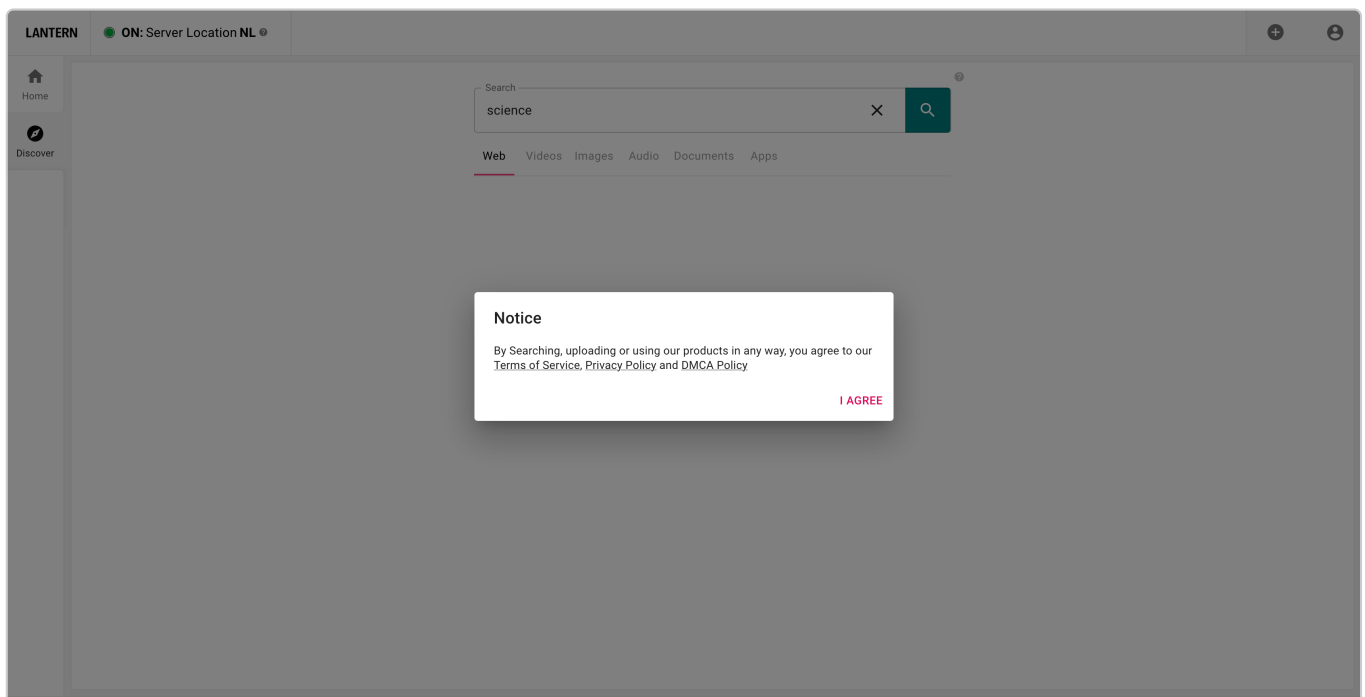 LANTERN
ON: Server Location NL
Home
Discover
Search
science
Web Videos Images Audio Documents Apps
Notice
By Searching, uploading or using our products in any way, you agree to our
Terms of Service, Privacy Policy and DMCA Policy
I AGREE